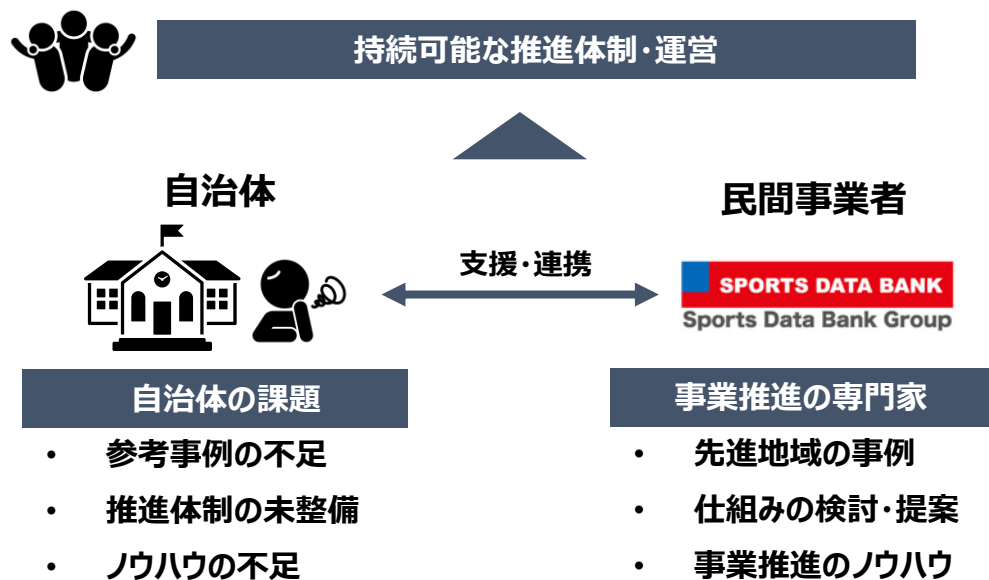 持続可能な推進体制・運営
自治体
民間事業者
支援・連携
SPORTS DATA BANK
Sports Data Bank Group
自治体の課題
• 参考事例の不足
• 推進体制の未整備
• ノウハウの不足
事業推進の専門家
• 先進地域の事例
• 仕組みの検討・提案
• 事業推進のノウハウ